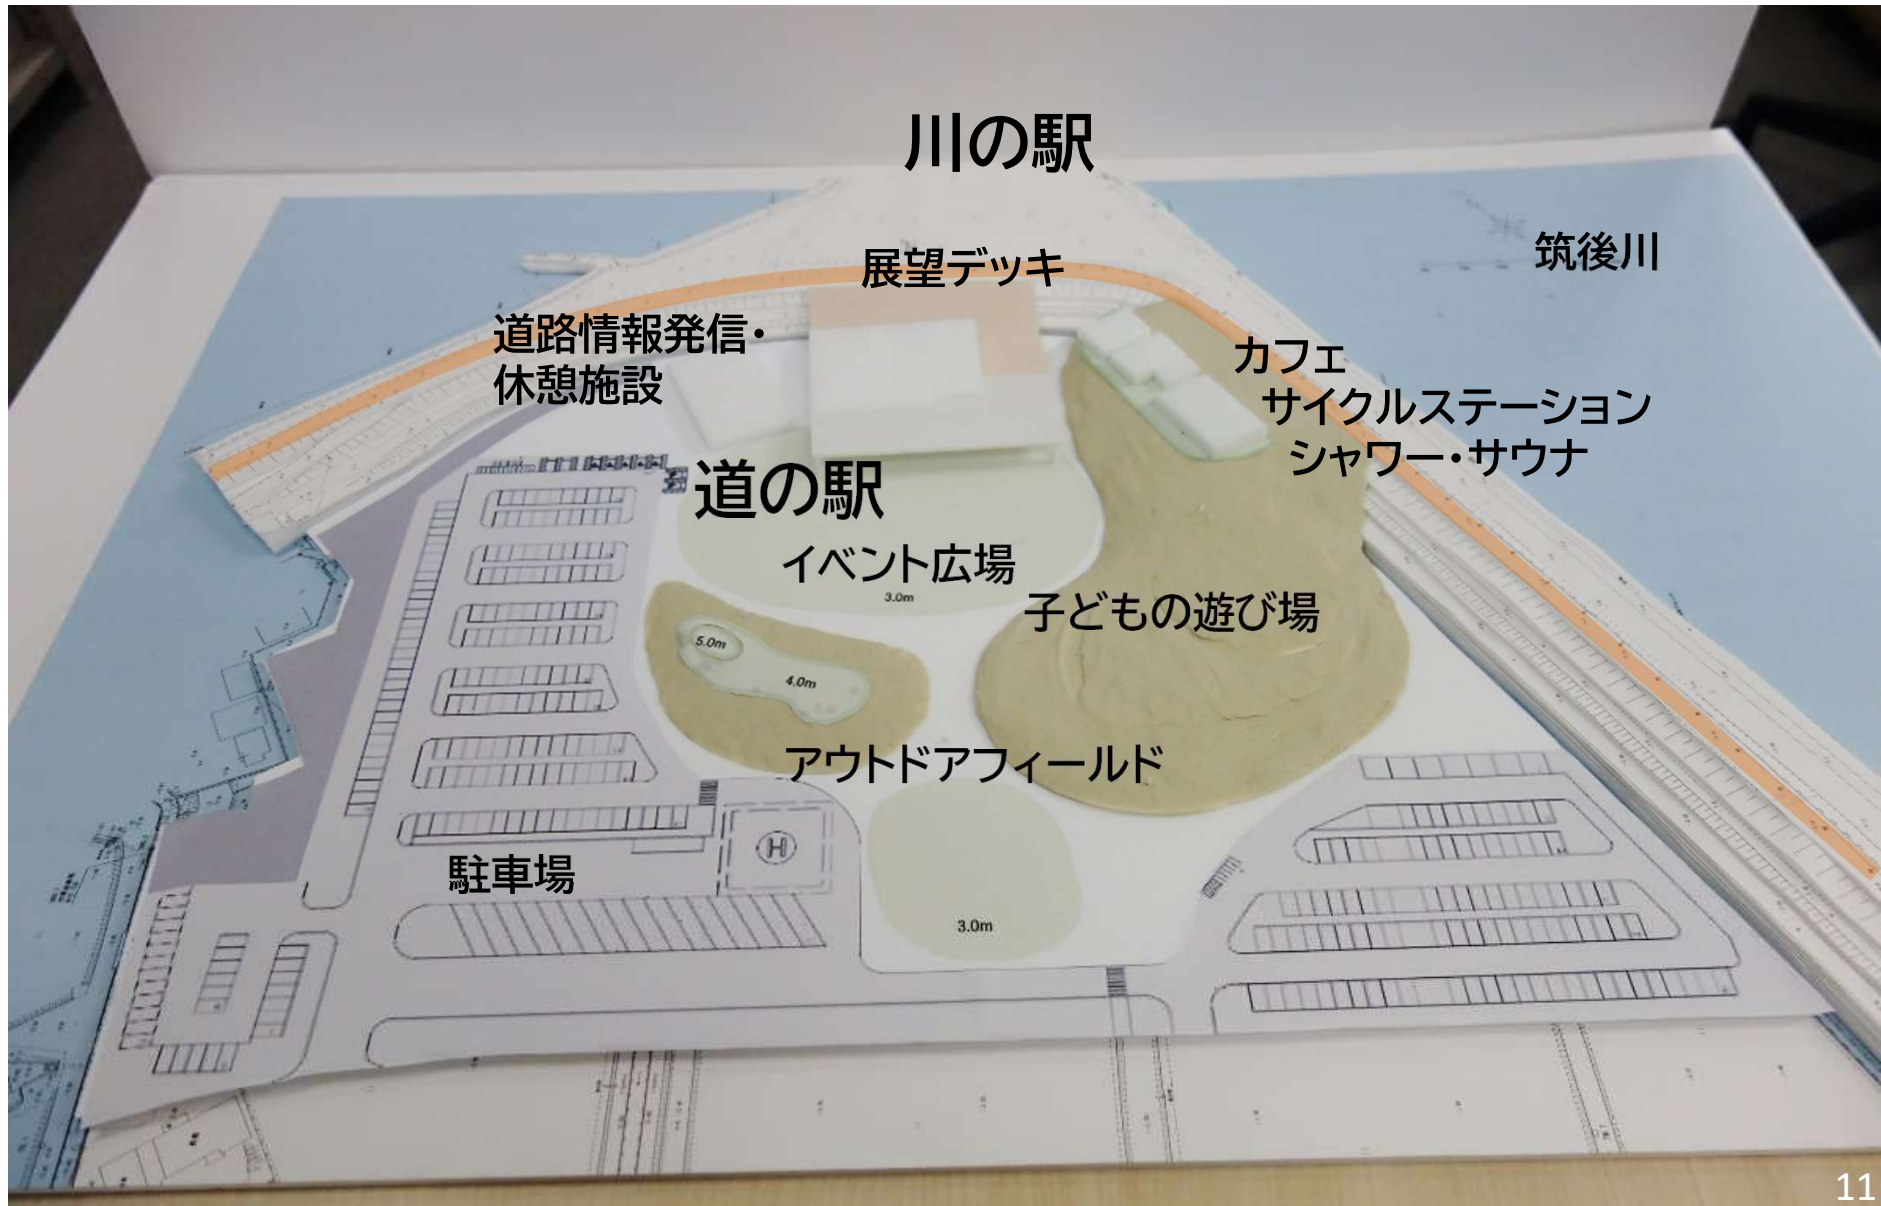 川の駅
筑後川
展望デッキ
道路情報発信・
休憩施設
カフェ
サイクルステーション
シャワー・サウナ
道の駅
イベント広場
3.0m
子どもの遊び場
5.0m
4.0m
アウトドアフィールド
H
駐車場
3.0m
11